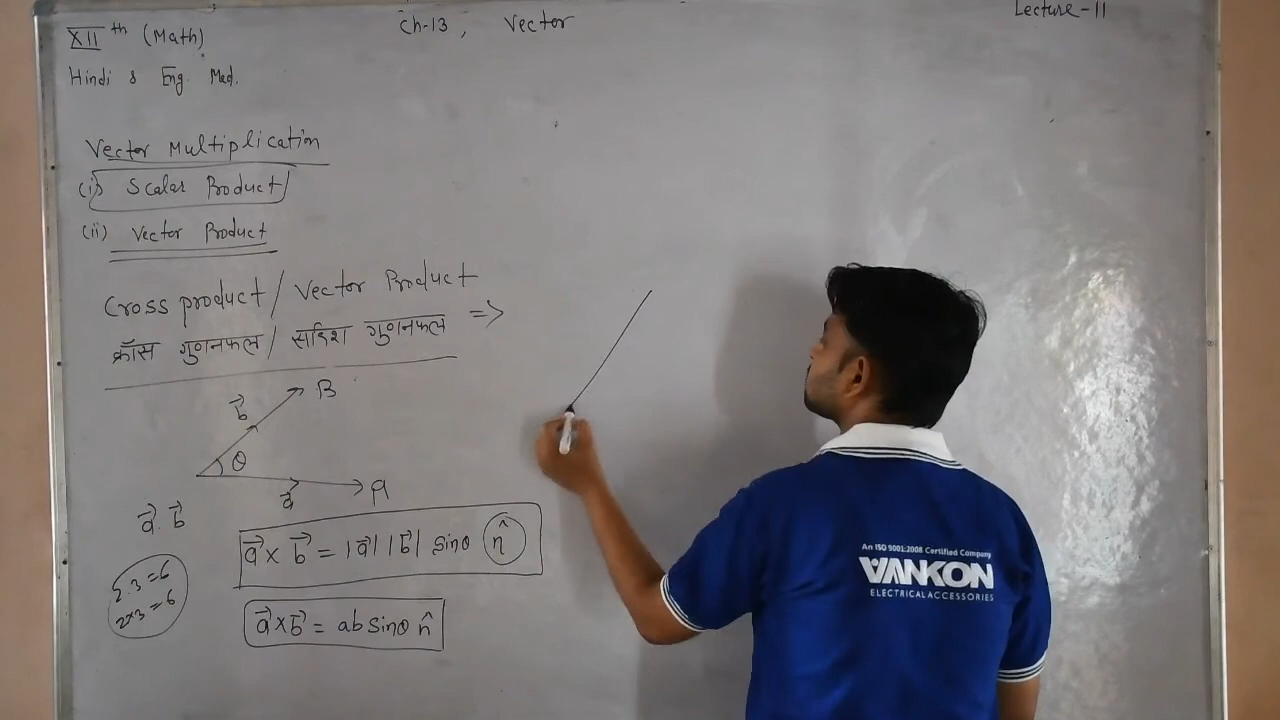 XII th (Math)
Ch-13, Vector
Lecture-11
Hindi & Eng. Med.
Vector Multiplication
(i) Scalar Product
(ii) Vector Product
Cross product / Vector Product
क्रॉस गुणनफल / सदिश गुणनफल =>
b⃗ B
θ
a⃗ A
a⃗ . b⃗
a⃗ × b⃗ = |a⃗| |b⃗| sinθ n̂
2.3=6
2×3=6
a⃗ × b⃗ = ab sinθ n̂
An ISO 9001:2008 Certified Company
VANKON
ELECTRICAL ACCESSORIES